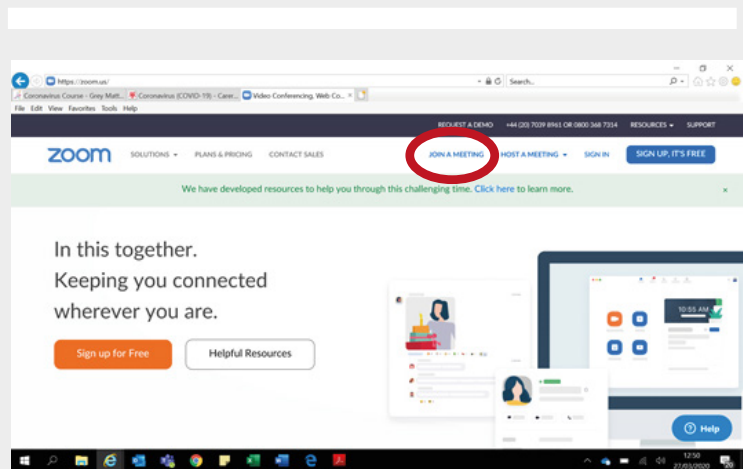 https://zoom.us/
Search...
Coronavirus Course - Grey Matt...
Coronavirus (COVID-19) - Carer...
Video Conferencing, Web Co...
File Edit View Favorites Tools Help
REQUEST A DEMO +44 (20) 7039 8961 OR 0800 368 7314 RESOURCES SUPPORT
zoom SOLUTIONS PLANS & PRICING CONTACT SALES JOIN A MEETING HOST A MEETING SIGN IN SIGN UP, IT'S FREE
We have developed resources to help you through this challenging time. Click here to learn more.
In this together.
Keeping you connected
wherever you are.
Sign up for Free Helpful Resources
10:55 AM
Help
12:50
27/03/2020